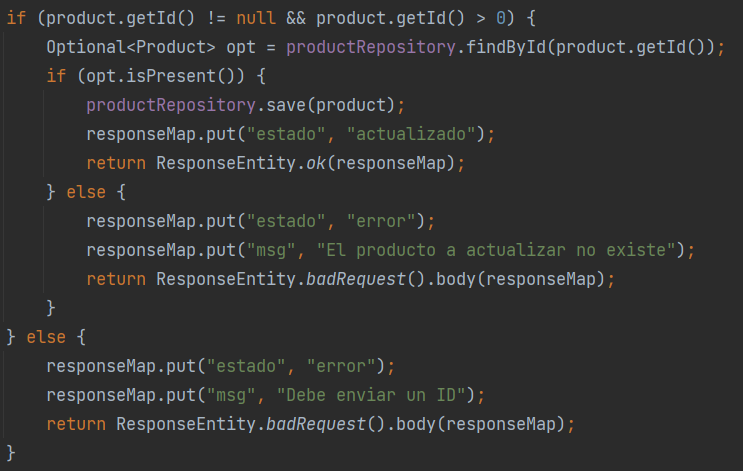 if (product.getId() != null && product.getId() > 0) {
    Optional<Product> opt = productRepository.findById(product.getId());
    if (opt.isPresent()) {
        productRepository.save(product);
        responseMap.put("estado", "actualizado");
        return ResponseEntity.ok(responseMap);
    } else {
        responseMap.put("estado", "error");
        responseMap.put("msg", "El producto a actualizar no existe");
        return ResponseEntity.badRequest().body(responseMap);
    }
} else {
    responseMap.put("estado", "error");
    responseMap.put("msg", "Debe enviar un ID");
    return ResponseEntity.badRequest().body(responseMap);
}